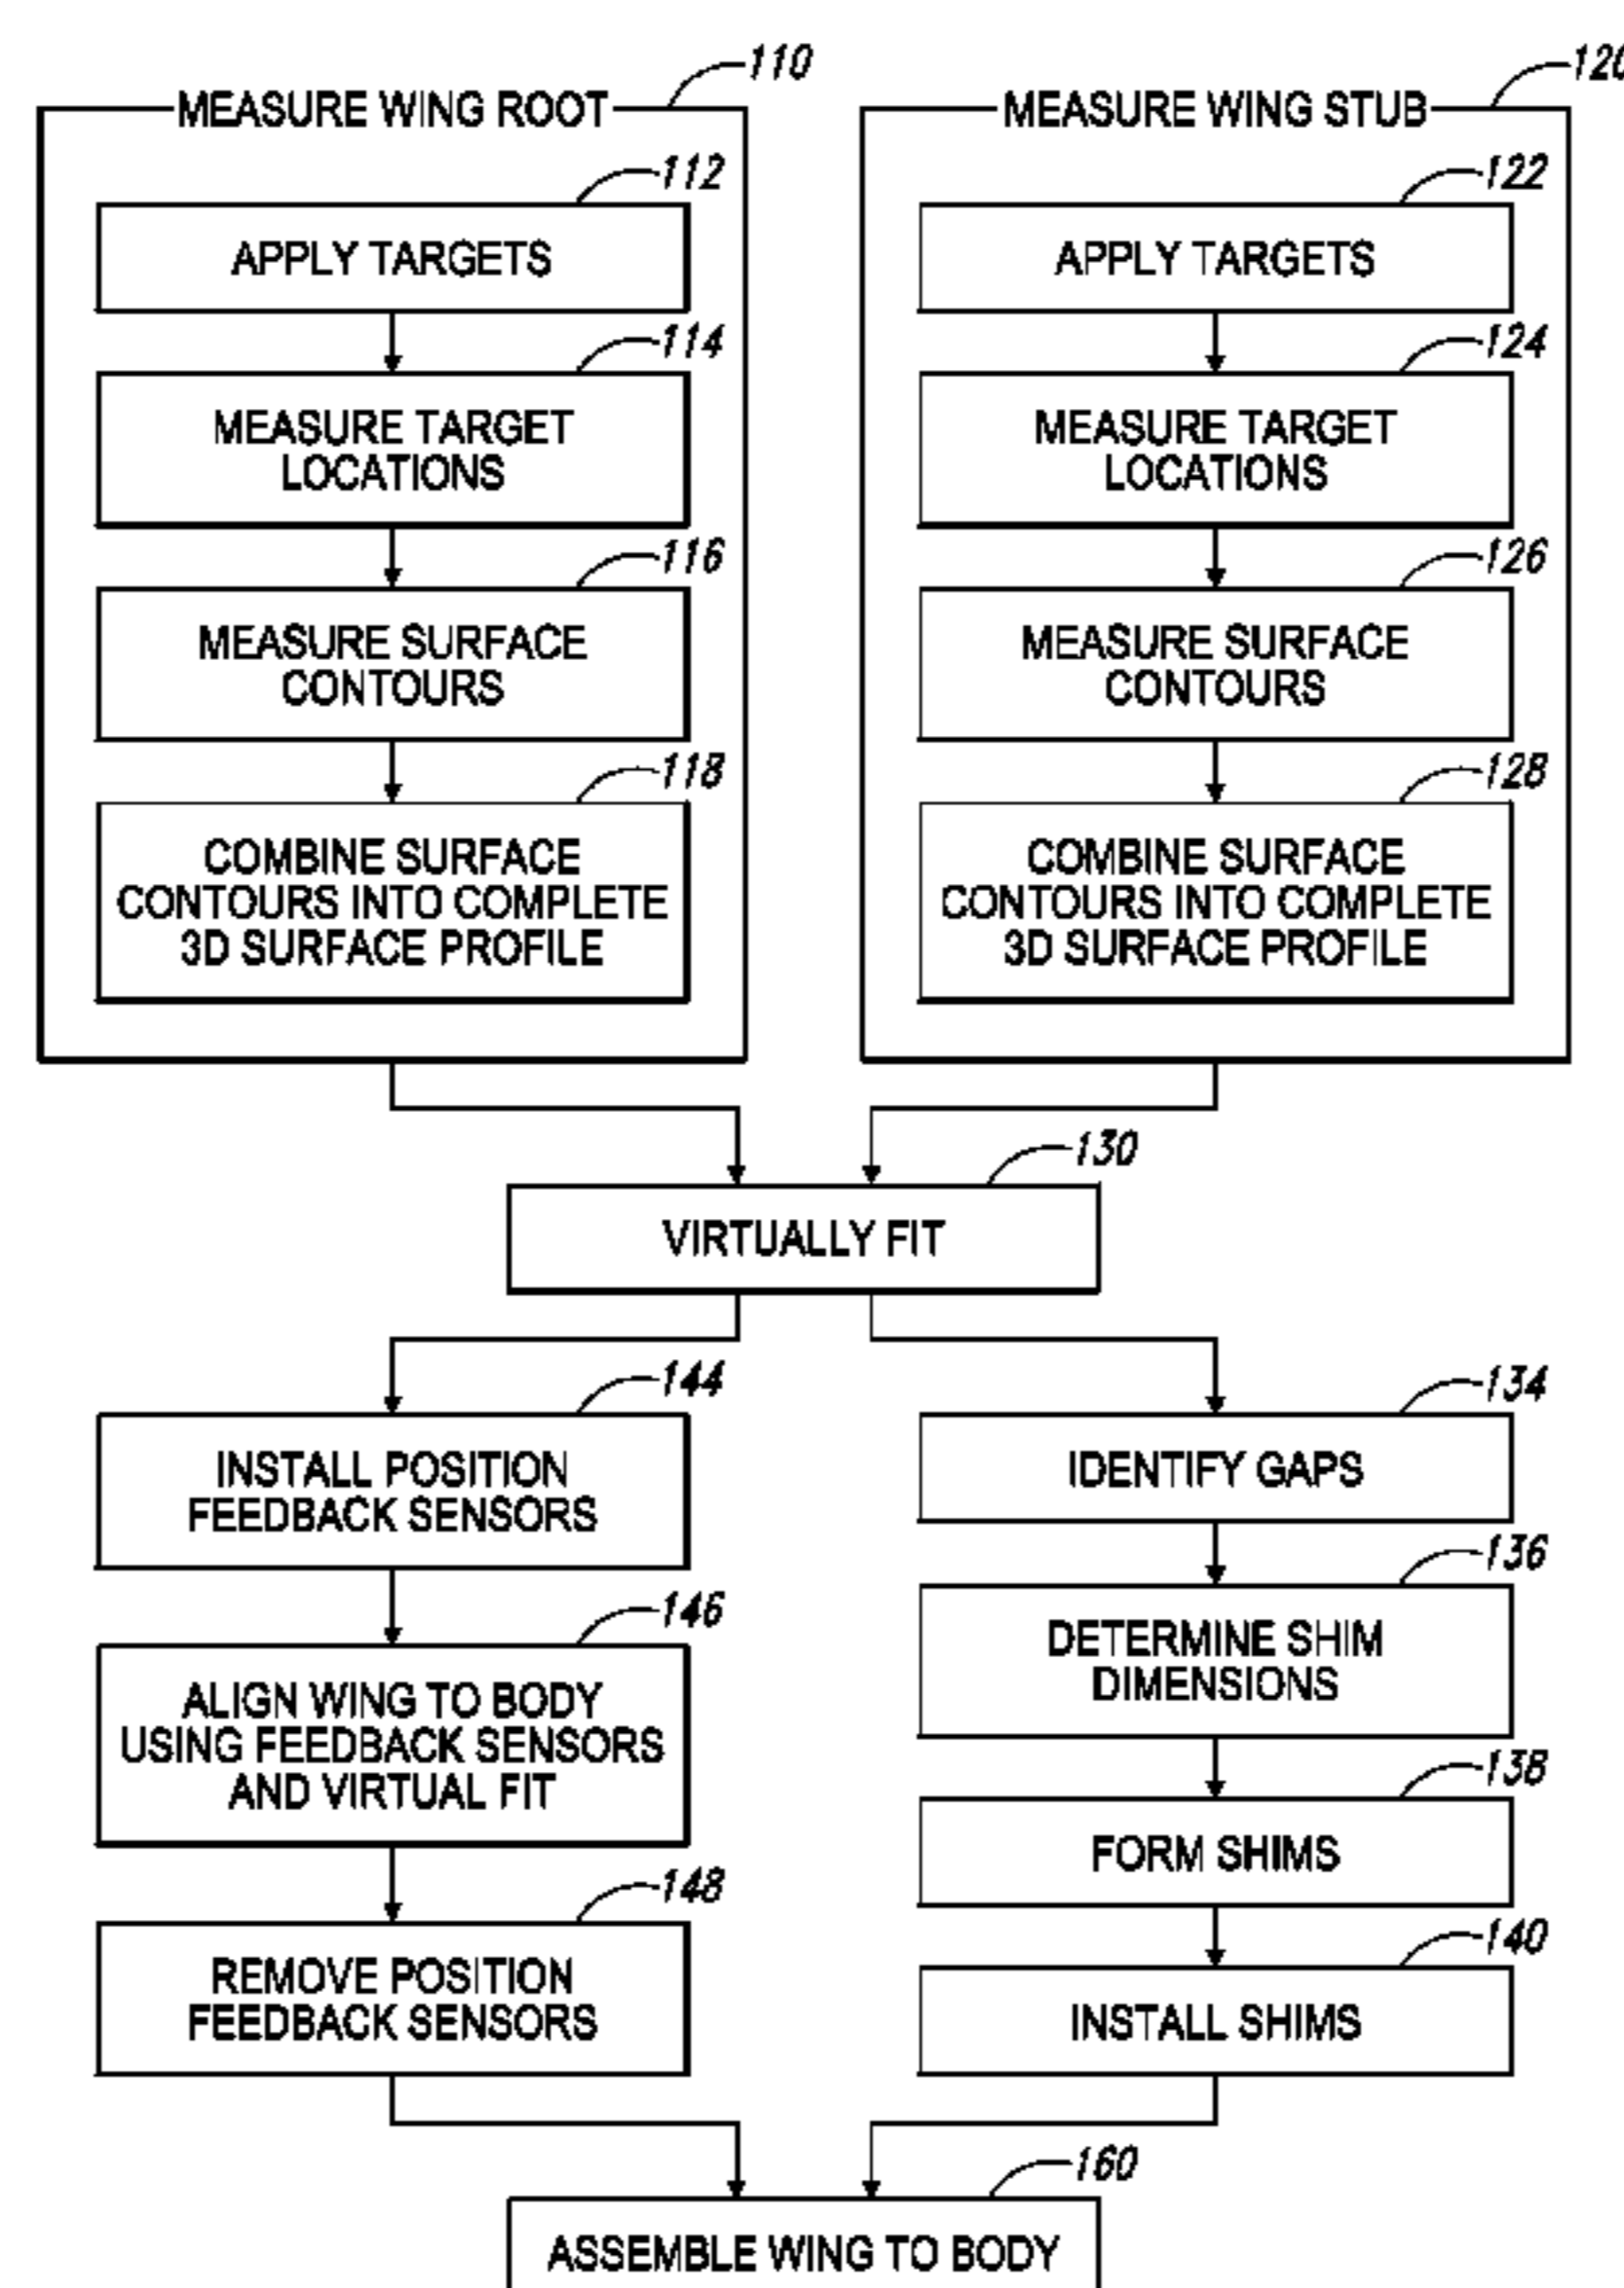 110
MEASURE WING ROOT
112
APPLY TARGETS
114
MEASURE TARGET
LOCATIONS
116
MEASURE SURFACE
CONTOURS
118
COMBINE SURFACE
CONTOURS INTO COMPLETE
3D SURFACE PROFILE
120
MEASURE WING STUB
122
APPLY TARGETS
124
MEASURE TARGET
LOCATIONS
126
MEASURE SURFACE
CONTOURS
128
COMBINE SURFACE
CONTOURS INTO COMPLETE
3D SURFACE PROFILE
130
VIRTUALLY FIT
144
INSTALL POSITION
FEEDBACK SENSORS
146
ALIGN WING TO BODY
USING FEEDBACK SENSORS
AND VIRTUAL FIT
148
REMOVE POSITION
FEEDBACK SENSORS
134
IDENTIFY GAPS
136
DETERMINE SHIM
DIMENSIONS
138
FORM SHIMS
140
INSTALL SHIMS
160
ASSEMBLE WING TO BODY